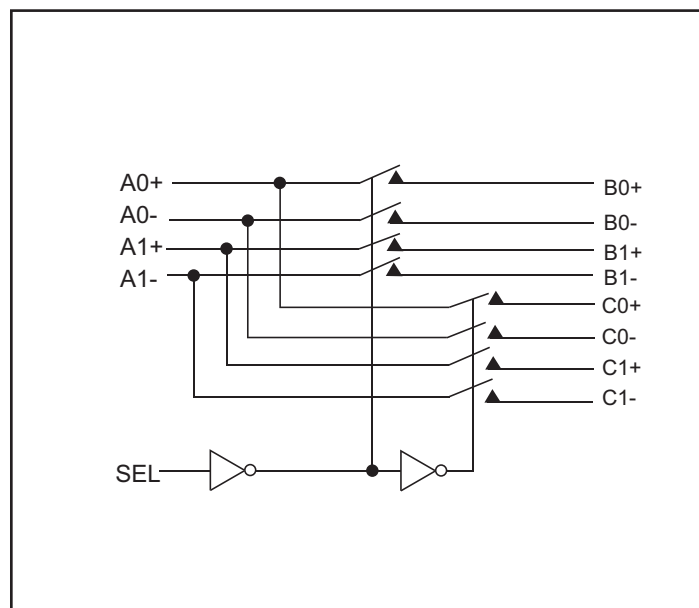 A0+
A0-
A1+
A1-
B0+
B0-
B1+
B1-
C0+
C0-
C1+
C1-
SEL